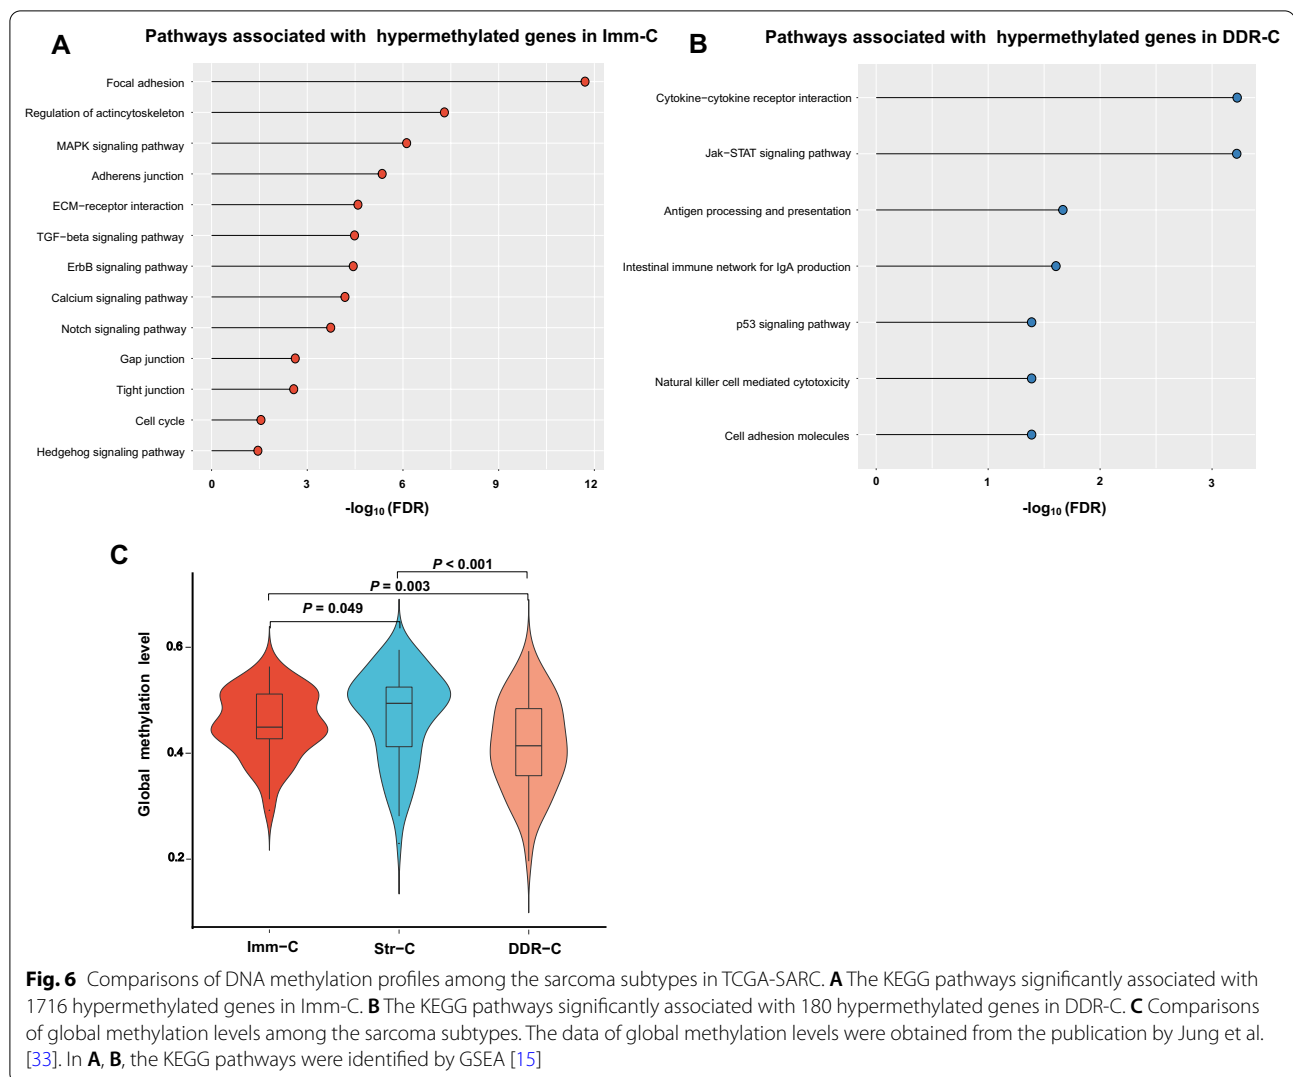 A
Pathways associated with hypermethylated genes in Imm-C
Focal adhesion
Regulation of actincytoskeleton
MAPK signaling pathway
Adherens junction
ECM−receptor interaction
TGF−beta signaling pathway
ErbB signaling pathway
Calcium signaling pathway
Notch signaling pathway
Gap junction
Tight junction
Cell cycle
Hedgehog signaling pathway
0 3 6 9 12
-log10 (FDR)
B
Pathways associated with hypermethylated genes in DDR-C
Cytokine−cytokine receptor interaction
Jak−STAT signaling pathway
Antigen processing and presentation
Intestinal immune network for IgA production
p53 signaling pathway
Natural killer cell mediated cytotoxicity
Cell adhesion molecules
0 1 2 3
-log10 (FDR)
C
P < 0.001
P = 0.003
P = 0.049
Global methylation level
0.6
0.4
0.2
Imm−C Str−C DDR−C
Fig. 6 Comparisons of DNA methylation profiles among the sarcoma subtypes in TCGA-SARC. A The KEGG pathways significantly associated with
1716 hypermethylated genes in Imm-C. B The KEGG pathways significantly associated with 180 hypermethylated genes in DDR-C. C Comparisons
of global methylation levels among the sarcoma subtypes. The data of global methylation levels were obtained from the publication by Jung et al.
[33]. In A, B, the KEGG pathways were identified by GSEA [15]